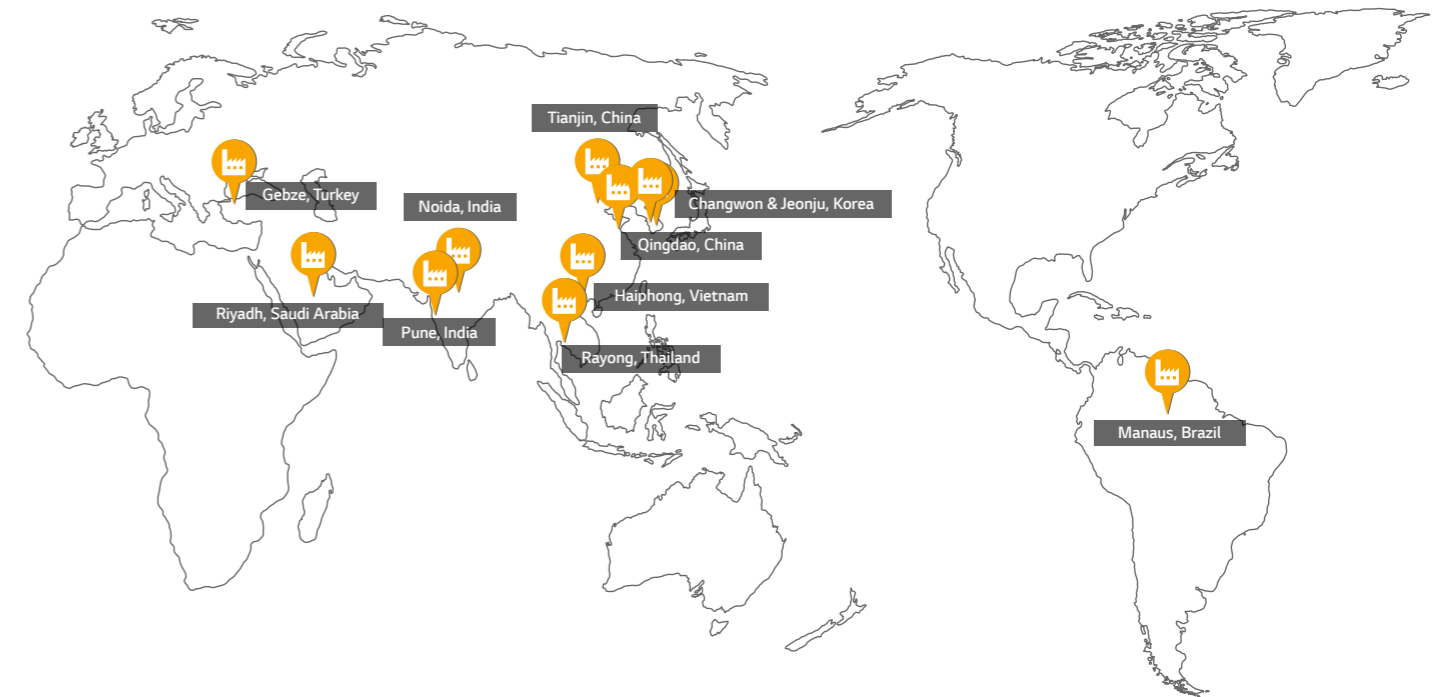 Tianjin, China
Gebze, Turkey
Noida, India
Changwon & Jeonju, Korea
Qingdao, China
Haiphong, Vietnam
Riyadh, Saudi Arabia
Pune, India
Rayong, Thailand
Manaus, Brazil